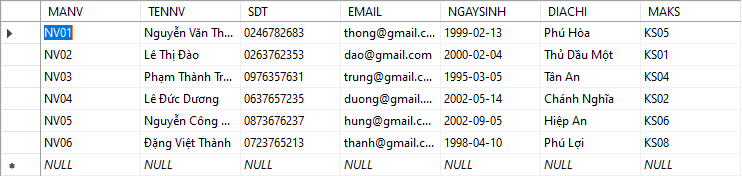 MANV TENNV SDT EMAIL NGAYSINH DIACHI MAKS
NV01 Nguyễn Văn Th... 0246782683 thong@gmail.c... 1999-02-13 Phú Hòa KS05
NV02 Lê Thị Đào 0263762353 dao@gmail.com 2000-02-04 Thủ Dầu Một KS01
NV03 Phạm Thành Tr... 0976357631 trung@gmail.c... 1995-03-05 Tân An KS04
NV04 Lê Đức Dương 0637657235 duong@gmail.... 2002-05-14 Chánh Nghĩa KS02
NV05 Nguyễn Công ... 0873676237 hung@gmail.c... 2002-09-05 Hiệp An KS06
NV06 Đặng Việt Thành 0723765213 thanh@gmail.c... 1998-04-10 Phú Lợi KS08
NULL NULL NULL NULL NULL NULL NULL